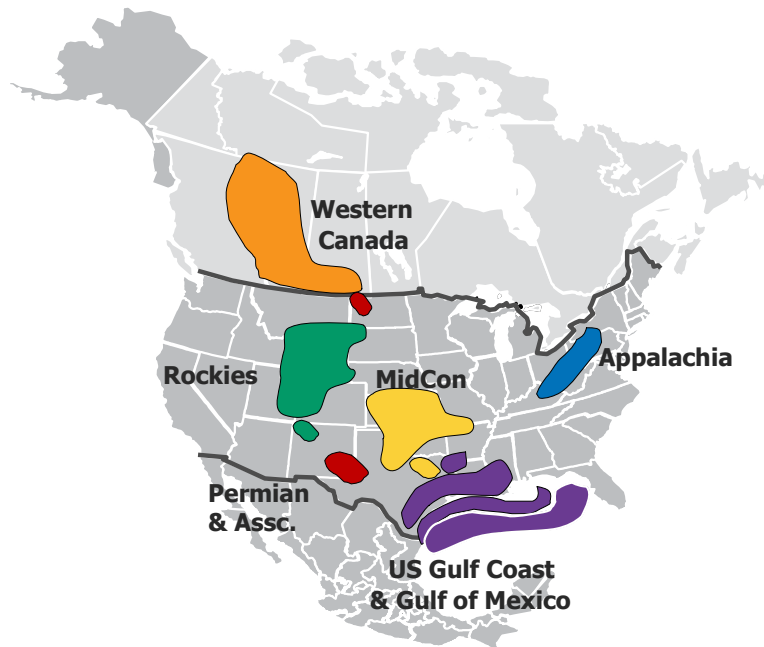 Western
Canada
Appalachia
Rockies
MidCon
Permian
& Assc.
US Gulf Coast
& Gulf of Mexico